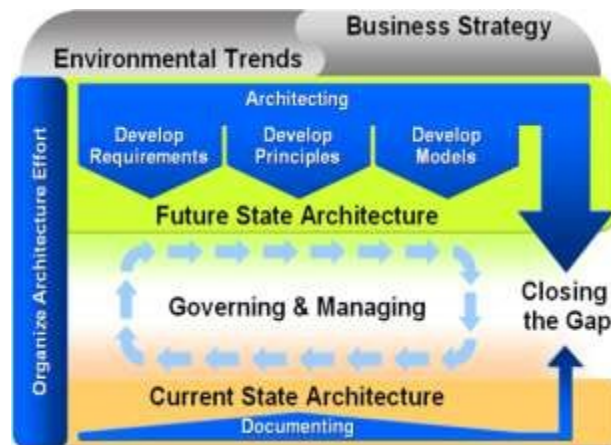 Business Strategy
Environmental Trends
Organize Architecture Effort
Architecting
Develop
Requirements
Develop
Principles
Develop
Models
Future State Architecture
Governing & Managing
Closing
the Gap
Current State Architecture
Documenting